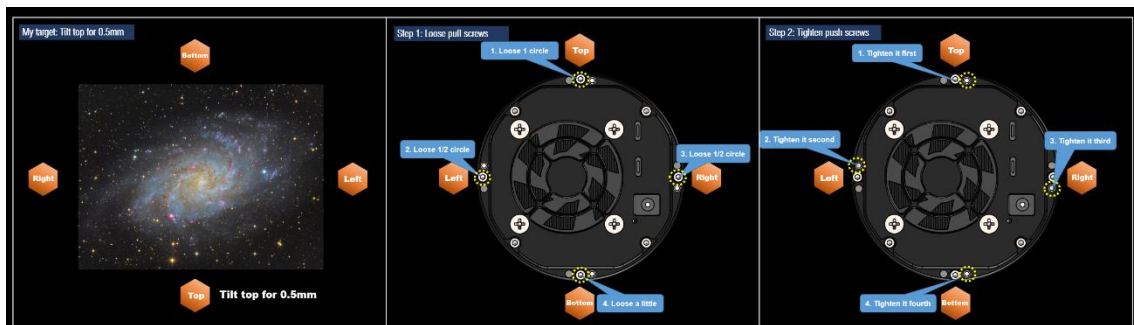 My target: Tilt top for 0.5mm
Bottom
Right
Left
Top
Tilt top for 0.5mm
Step 1: Loose pull screws
1. Loose 1 circle
Top
2. Loose 1/2 circle
3. Loose 1/2 circle
Left
Right
Bottom
4. Loose a little
Step 2: Tighten push screws
1. Tighten it first
Top
2. Tighten it second
3. Tighten it third
Left
Right
4. Tighten it fourth
Bottom